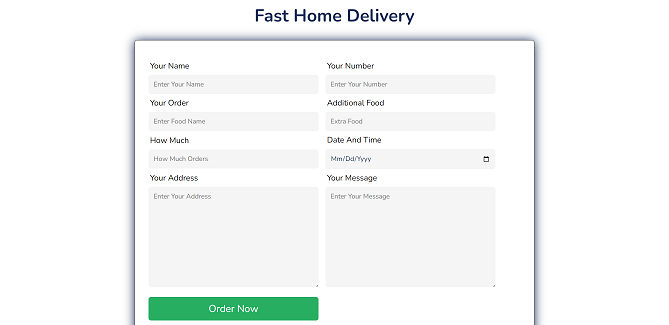 Fast Home Delivery
Your Name Your Number
Enter Your Name Enter Your Number
Your Order Additional Food
Enter Food Name Extra Food
How Much Date And Time
How Much Orders Mm/Dd/Yyyy
Your Address Your Message
Enter Your Address Enter Your Message
Order Now